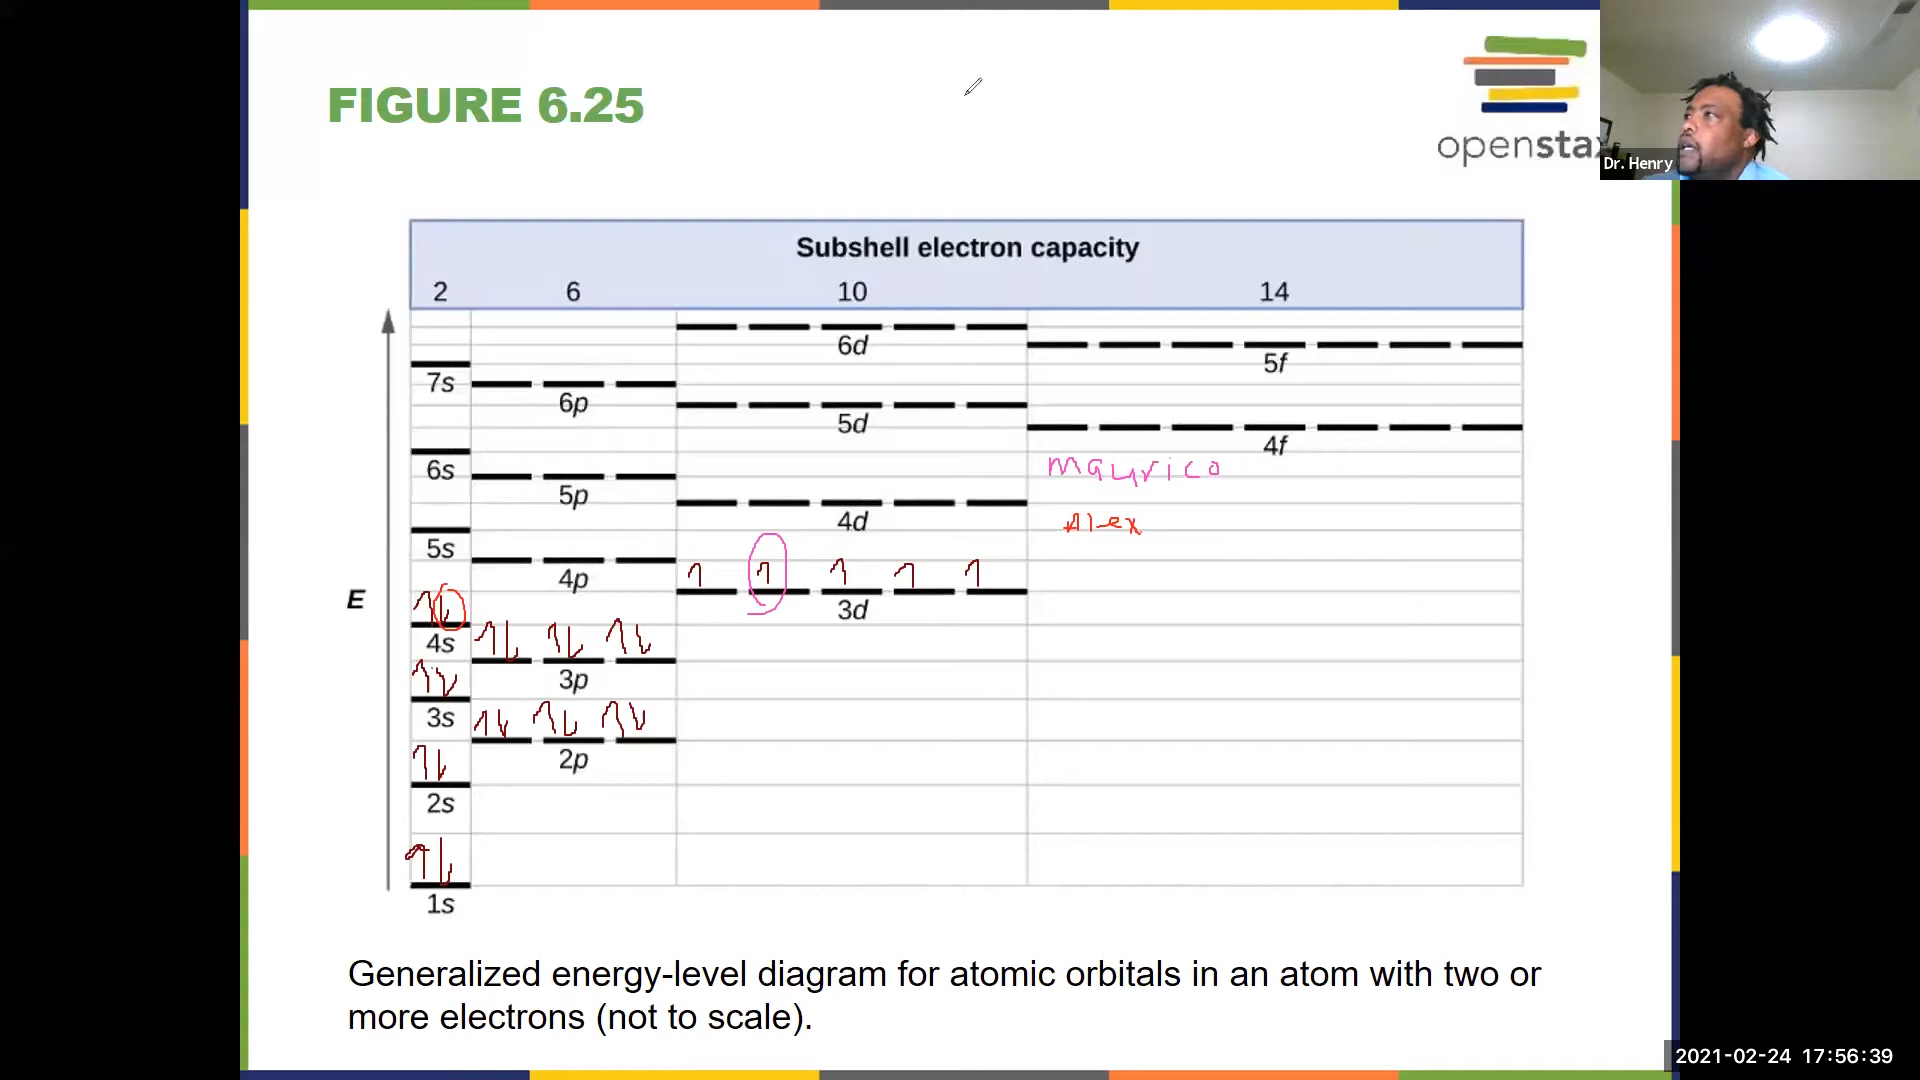 FIGURE 6.25
openstax
Dr. Henry
Subshell electron capacity
2 6 10 14
6d
5f
7s
6p
5d
4f
6s
Maurico
5p
4d
Alex
5s
4p
E
3d
4s
3p
3s
2p
2s
1s
Generalized energy-level diagram for atomic orbitals in an atom with two or
more electrons (not to scale).
2021-02-24 17:56:39